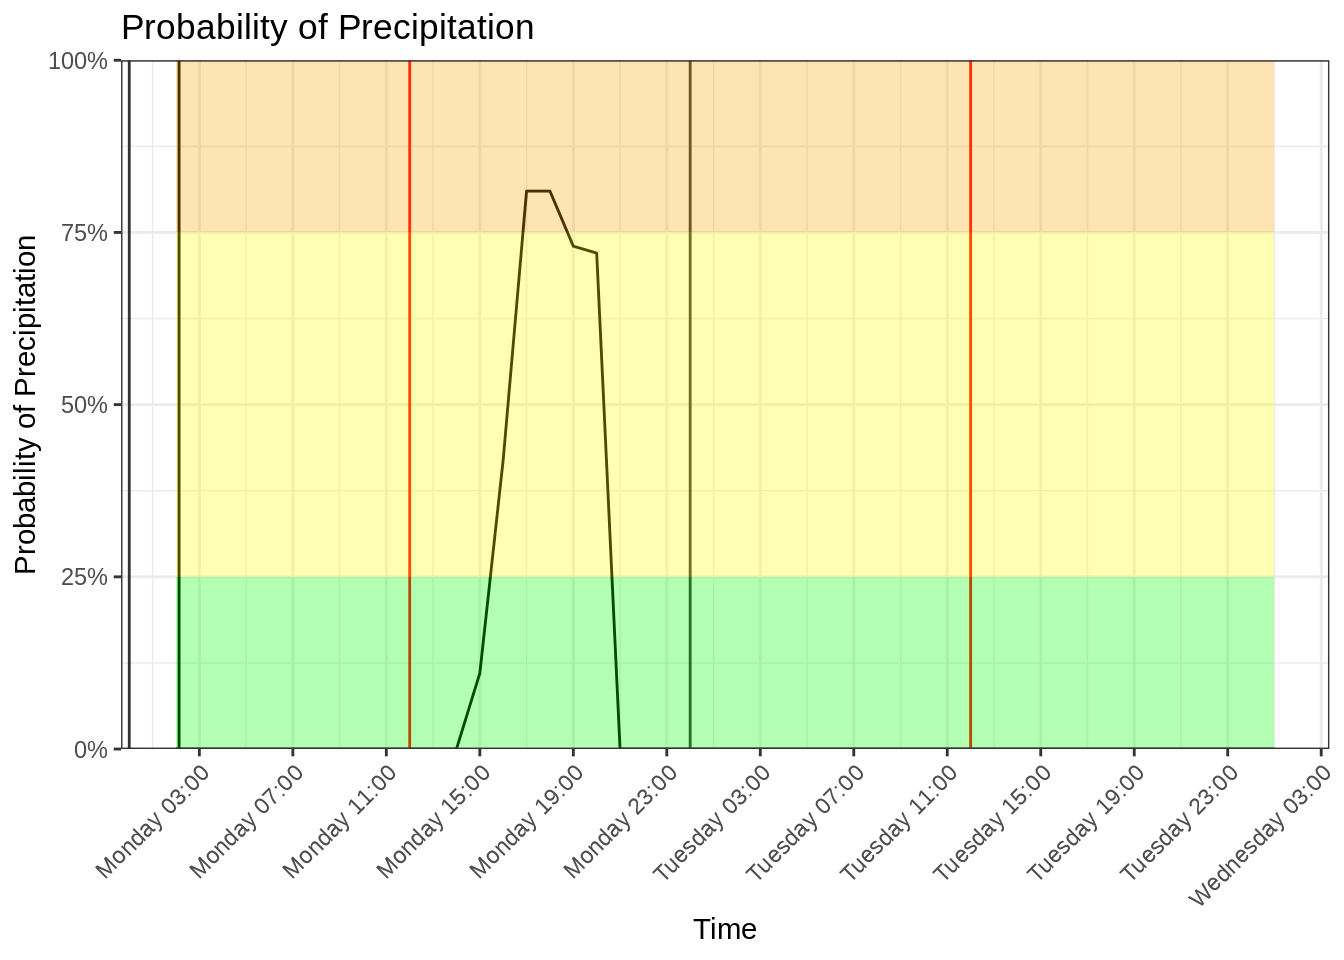 Probability of Precipitation
Probability of Precipitation
100%
75%
50%
25%
0%
Monday 03:00
Monday 07:00
Monday 11:00
Monday 15:00
Monday 19:00
Monday 23:00
Tuesday 03:00
Tuesday 07:00
Tuesday 11:00
Tuesday 15:00
Tuesday 19:00
Tuesday 23:00
Wednesday 03:00
Time